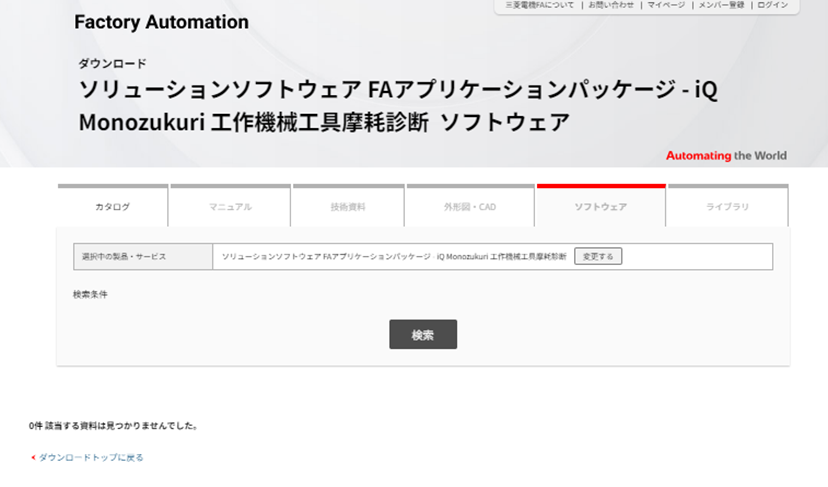 三菱電機FAについて | お問い合わせ | マイページ | メンバー登録 | ログイン
Factory Automation
ダウンロード
ソリューションソフトウェア FAアプリケーションパッケージ - iQ
Monozukuri 工作機械工具摩耗診断 ソフトウェア
Automating the World
カタログ
マニュアル
技術資料
外形図・CAD
ソフトウェア
ライブラリ
選択中の製品・サービス
ソリューションソフトウェア FAアプリケーションパッケージ - iQ Monozukuri 工作機械工具摩耗診断
変更する
検索条件
検索
0件 該当する資料は見つかりませんでした。
ダウンロードトップに戻る